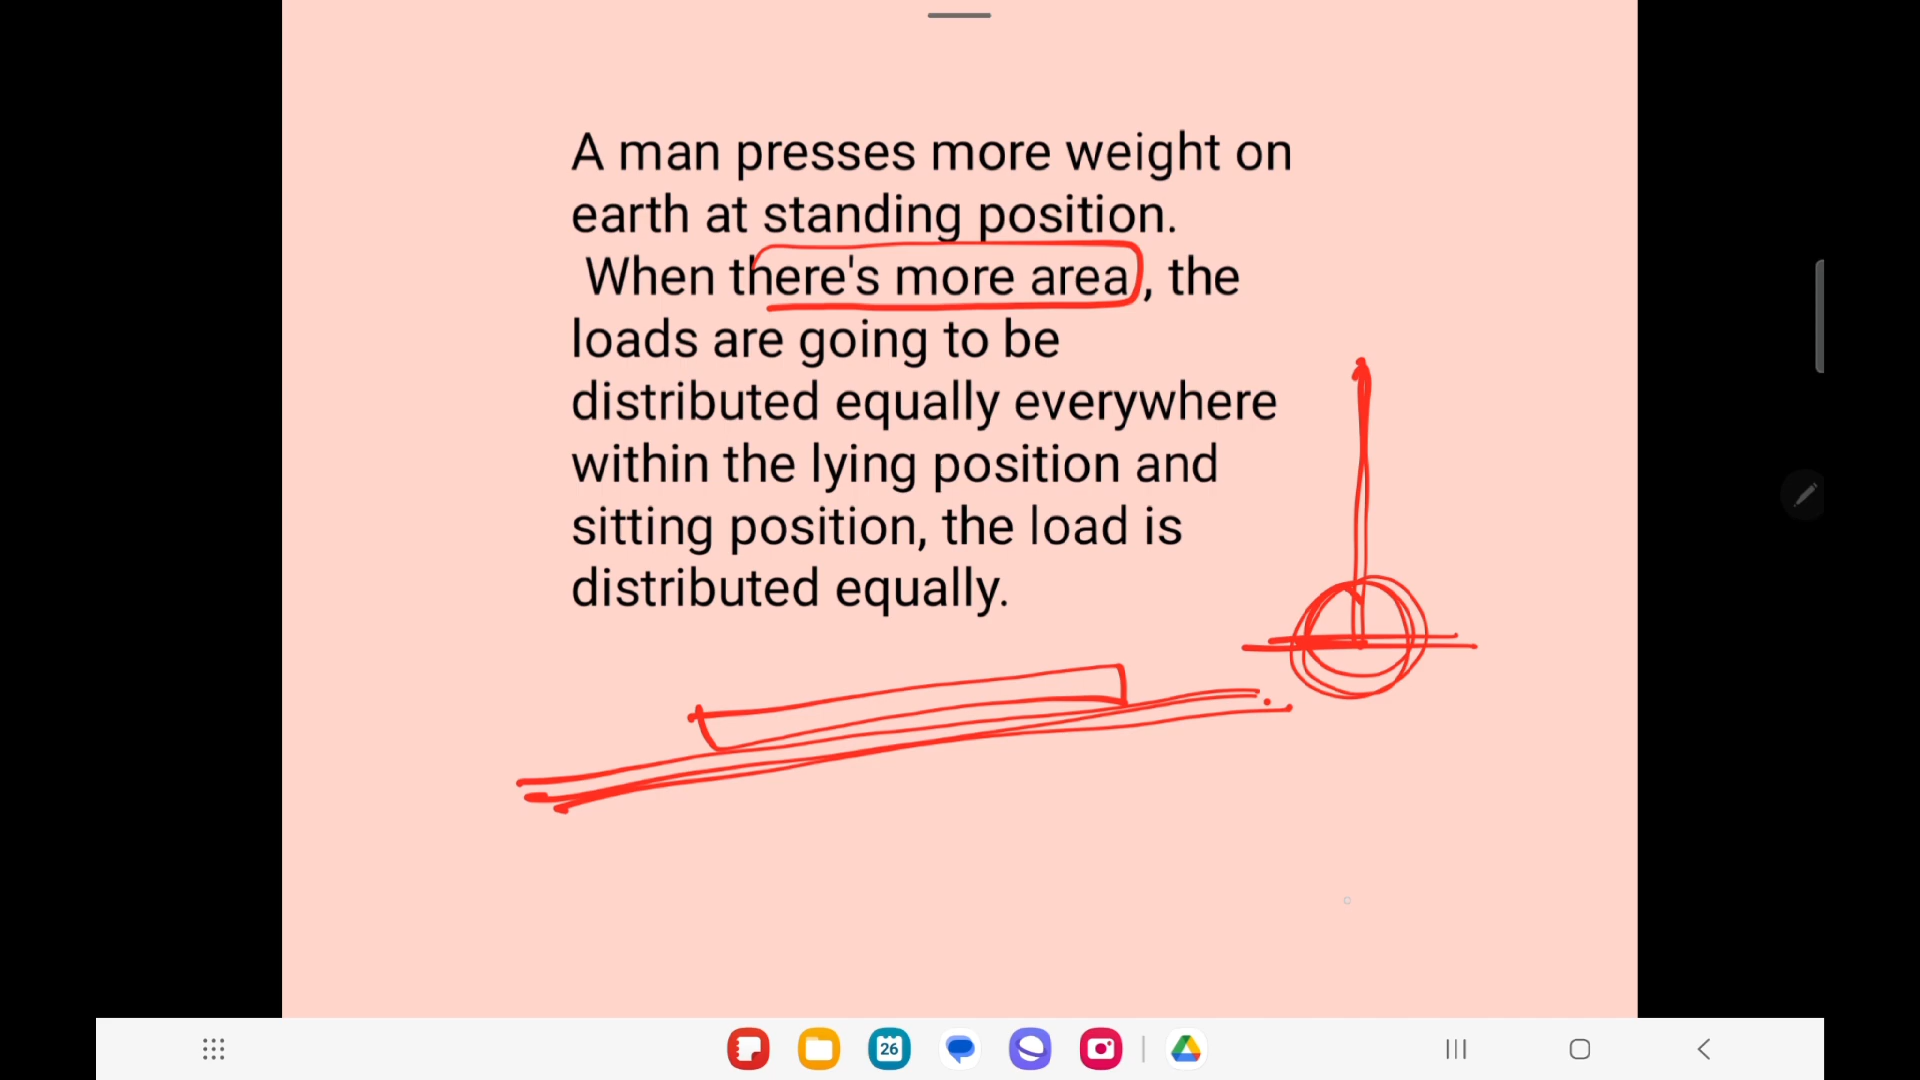 A man presses more weight on
earth at standing position.
When there's more area , the
loads are going to be
distributed equally everywhere
within the lying position and
sitting position, the load is
distributed equally.
26